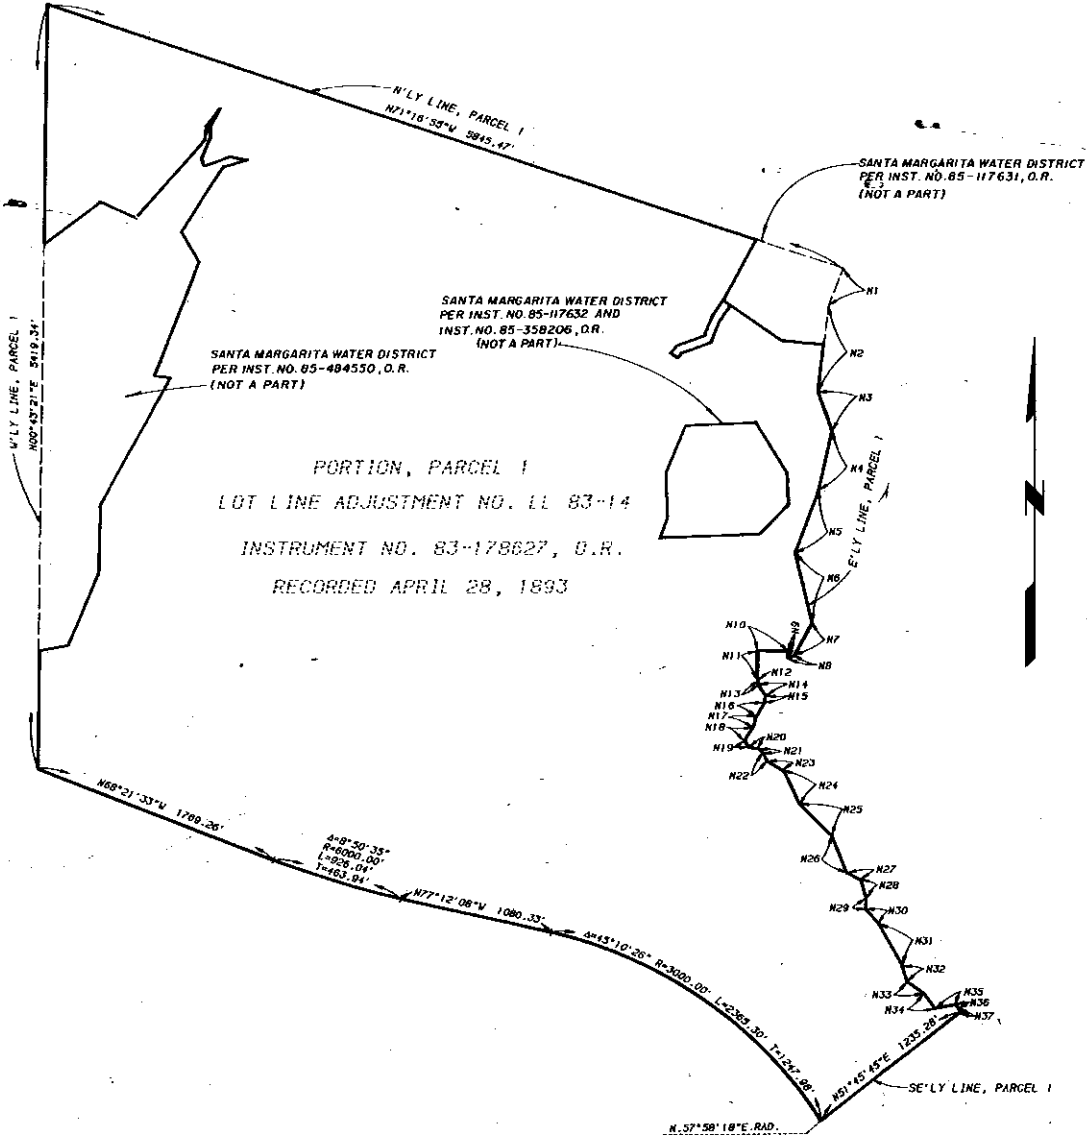 N'LY LINE, PARCEL 1
N71°16'55"W 5845.47'
SANTA MARGARITA WATER DISTRICT
PER INST. NO. 85-117631, O.R.
(NOT A PART)
N1
SANTA MARGARITA WATER DISTRICT
PER INST. NO. 85-117632 AND
INST. NO. 85-358206, O.R.
(NOT A PART)
N2
W'LY LINE, PARCEL 1
N00°43'21"E 5419.34'
SANTA MARGARITA WATER DISTRICT
PER INST. NO. 85-484550, O.R.
(NOT A PART)
N3
PORTION, PARCEL 1
LOT LINE ADJUSTMENT NO. LL 83-14
INSTRUMENT NO. 83-178627, O.R.
RECORDED APRIL 28, 1893
N4
E'LY LINE, PARCEL 1
N
N5
N6
N9
N10
N7
N11
N8
N12
N13
N14
N15
N16
N17
N18
N19
N20
N21
N22
N23
N24
N25
N26
N27
N28
N29
N30
N31
N32
N33
N34
N35
N36
N37
N68°21'33"W 1789.26'
Δ=8°50'35"
R=6000.00'
L=926.04'
T=463.94'
N77°12'08"W 1080.33'
Δ=45°10'26" R=3000.00' L=2365.30' T=1247.98'
N51°45'45"E 1235.28'
SE'LY LINE, PARCEL 1
N.57°58'18"E.RAD.